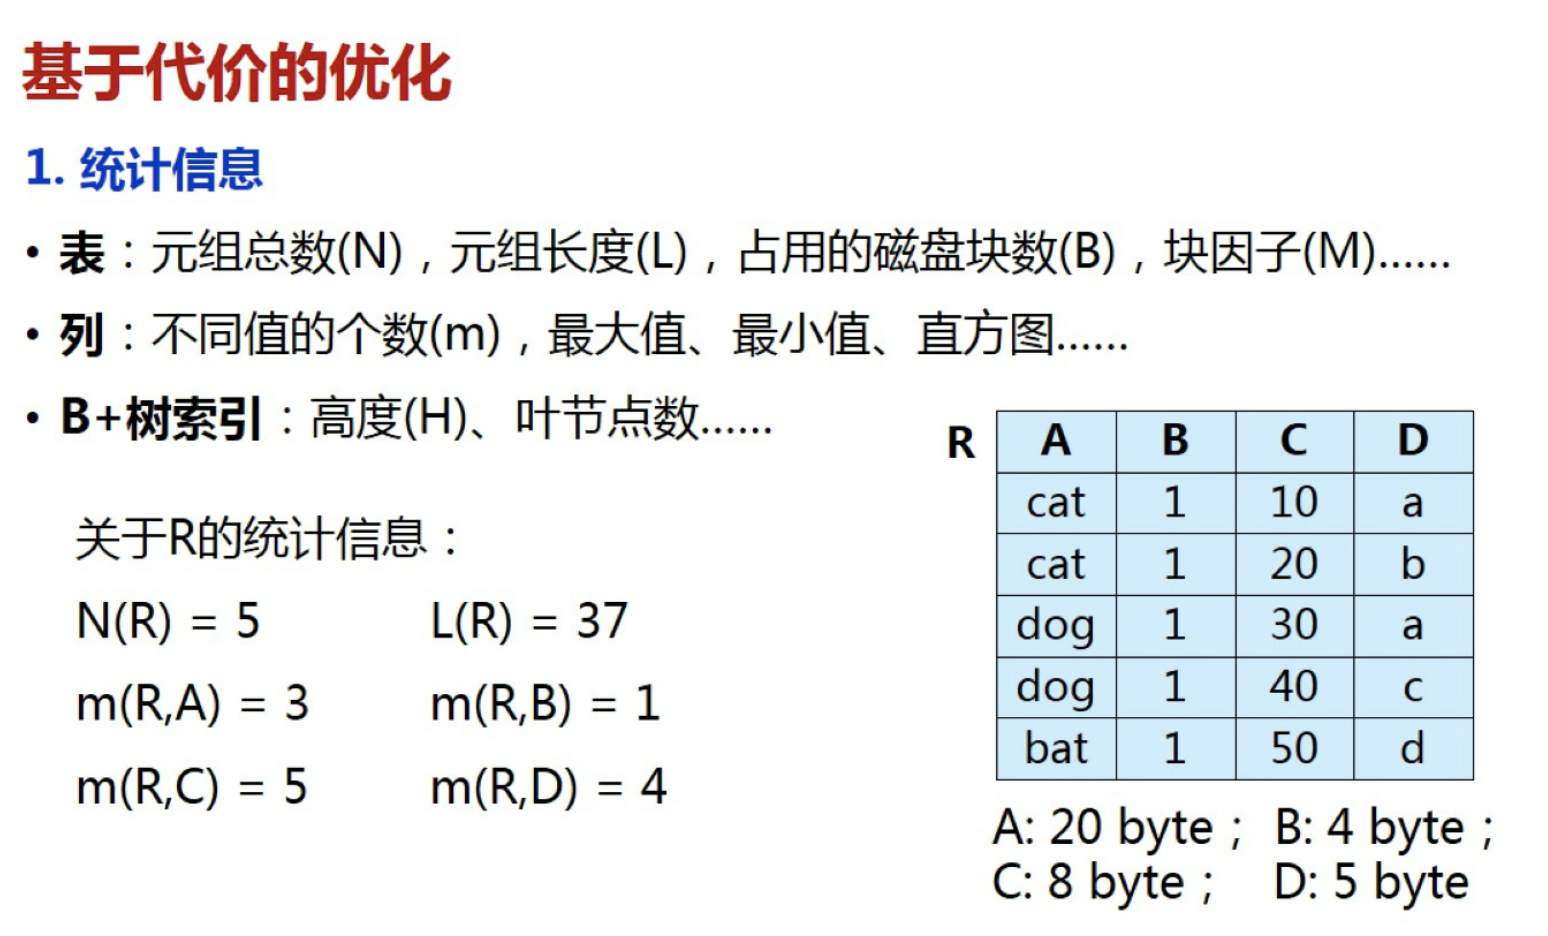 基于代价的优化
1. 统计信息
• 表：元组总数(N)，元组长度(L)，占用的磁盘块数(B)，块因子(M)......
• 列：不同值的个数(m)，最大值、最小值、直方图......
• B+树索引：高度(H)、叶节点数......
关于R的统计信息：
N(R) = 5 L(R) = 37
m(R,A) = 3 m(R,B) = 1
m(R,C) = 5 m(R,D) = 4
R A B C D
cat 1 10 a
cat 1 20 b
dog 1 30 a
dog 1 40 c
bat 1 50 d
A: 20 byte； B: 4 byte；
C: 8 byte； D: 5 byte